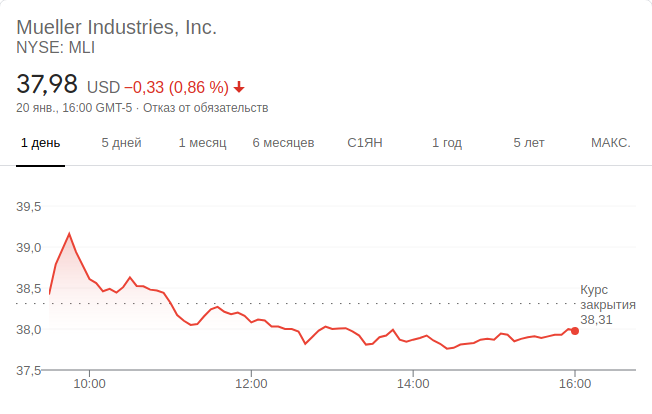 Mueller Industries, Inc.
NYSE: MLI
37,98 USD −0,33 (0,86 %)
20 янв., 16:00 GMT-5 · Отказ от обязательств
1 день 5 дней 1 месяц 6 месяцев С1ЯН 1 год 5 лет МАКС.
39,5
39,0
38,5
Курс
закрытия
38,31
38,0
37,5
10:00 12:00 14:00 16:00